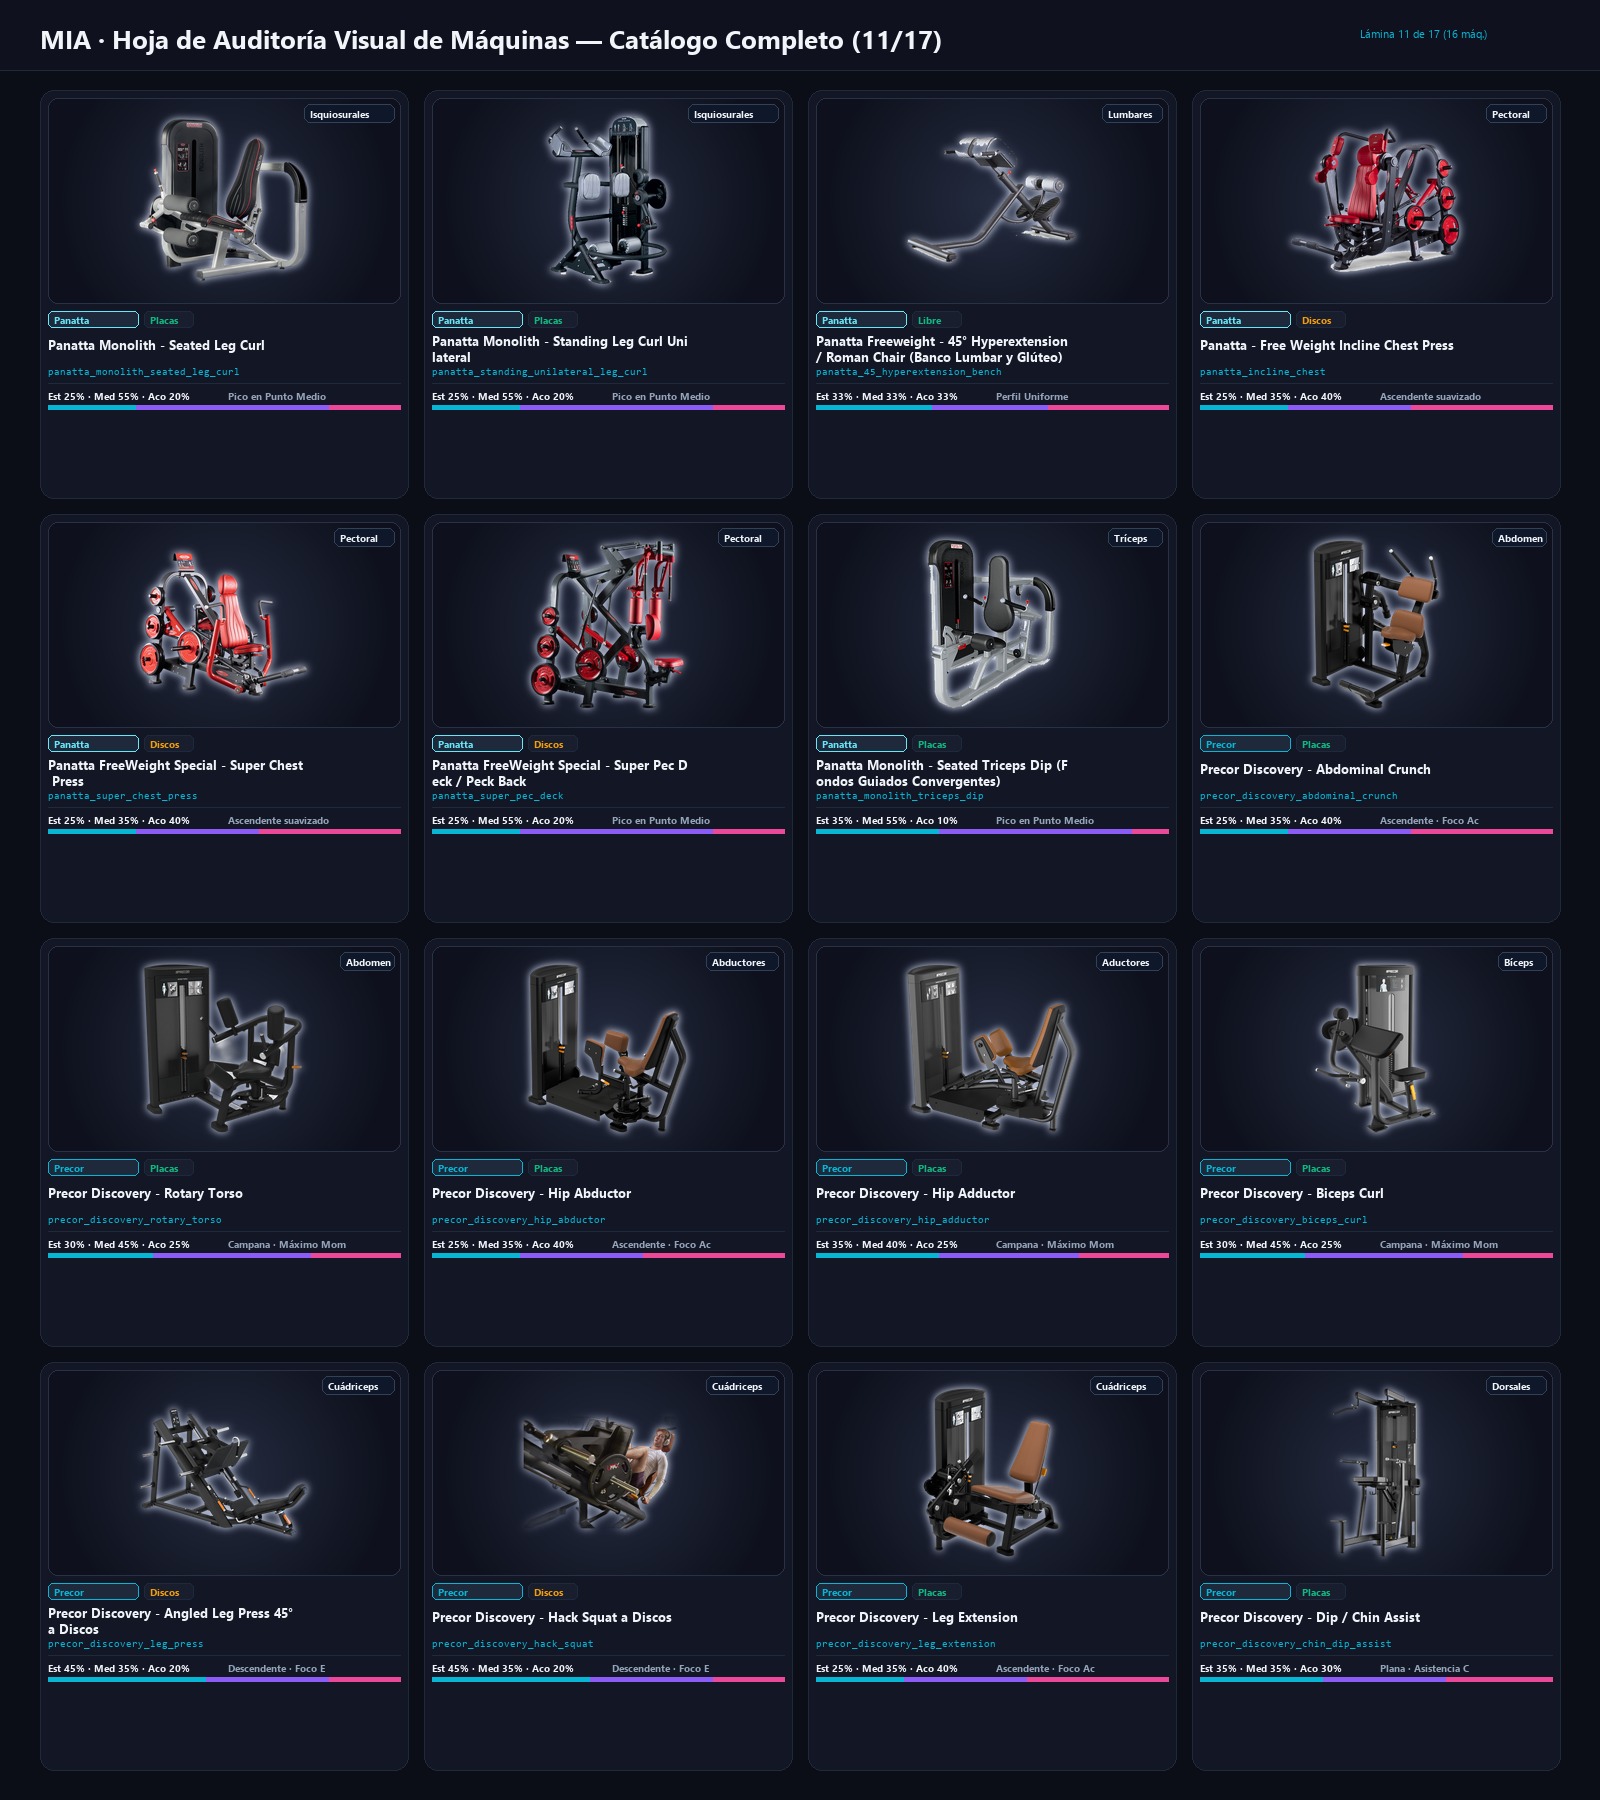 MIA · Hoja de Auditoría Visual de Máquinas — Catálogo Completo (11/17)
Lámina 11 de 17 (16 máq.)
Isquiosurales
Panatta
Placas
Panatta Monolith - Seated Leg Curl
panatta_monolith_seated_leg_curl
Est 25% · Med 55% · Aco 20%
Pico en Punto Medio
Isquiosurales
Panatta
Placas
Panatta Monolith - Standing Leg Curl Uni
lateral
panatta_standing_unilateral_leg_curl
Est 25% · Med 55% · Aco 20%
Pico en Punto Medio
Lumbares
Panatta
Libre
Panatta Freeweight - 45° Hyperextension
/ Roman Chair (Banco Lumbar y Glúteo)
panatta_45_hyperextension_bench
Est 33% · Med 33% · Aco 33%
Perfil Uniforme
Pectoral
Panatta
Discos
Panatta - Free Weight Incline Chest Press
panatta_incline_chest
Est 25% · Med 35% · Aco 40%
Ascendente suavizado
Pectoral
Panatta
Discos
Panatta FreeWeight Special - Super Chest
Press
panatta_super_chest_press
Est 25% · Med 35% · Aco 40%
Ascendente suavizado
Pectoral
Panatta
Discos
Panatta FreeWeight Special - Super Pec D
eck / Peck Back
panatta_super_pec_deck
Est 25% · Med 55% · Aco 20%
Pico en Punto Medio
Tríceps
Panatta
Placas
Panatta Monolith - Seated Triceps Dip (F
ondos Guiados Convergentes)
panatta_monolith_triceps_dip
Est 35% · Med 55% · Aco 10%
Pico en Punto Medio
Abdomen
Precor
Placas
Precor Discovery - Abdominal Crunch
precor_discovery_abdominal_crunch
Est 25% · Med 35% · Aco 40%
Ascendente · Foco Ac
Abdomen
Precor
Placas
Precor Discovery - Rotary Torso
precor_discovery_rotary_torso
Est 30% · Med 45% · Aco 25%
Campana · Máximo Mom
Abductores
Precor
Placas
Precor Discovery - Hip Abductor
precor_discovery_hip_abductor
Est 25% · Med 35% · Aco 40%
Ascendente · Foco Ac
Aductores
Precor
Placas
Precor Discovery - Hip Adductor
precor_discovery_hip_adductor
Est 35% · Med 40% · Aco 25%
Campana · Máximo Mom
Bíceps
Precor
Placas
Precor Discovery - Biceps Curl
precor_discovery_biceps_curl
Est 30% · Med 45% · Aco 25%
Campana · Máximo Mom
Cuádriceps
Precor
Discos
Precor Discovery - Angled Leg Press 45°
a Discos
precor_discovery_leg_press
Est 45% · Med 35% · Aco 20%
Descendente · Foco E
Cuádriceps
Precor
Discos
Precor Discovery - Hack Squat a Discos
precor_discovery_hack_squat
Est 45% · Med 35% · Aco 20%
Descendente · Foco E
Cuádriceps
Precor
Placas
Precor Discovery - Leg Extension
precor_discovery_leg_extension
Est 25% · Med 35% · Aco 40%
Ascendente · Foco Ac
Dorsales
Precor
Placas
Precor Discovery - Dip / Chin Assist
precor_discovery_chin_dip_assist
Est 35% · Med 35% · Aco 30%
Plana · Asistencia C